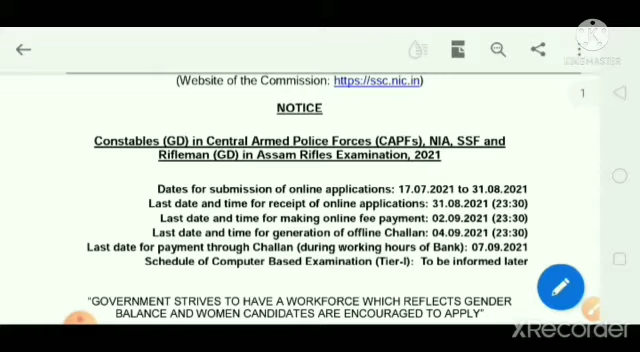 KINEMASTER
(Website of the Commission: https://ssc.nic.in)
1
NOTICE
Constables (GD) in Central Armed Police Forces (CAPFs), NIA, SSF and
Rifleman (GD) in Assam Rifles Examination, 2021
Dates for submission of online applications: 17.07.2021 to 31.08.2021
Last date and time for receipt of online applications: 31.08.2021 (23:30)
Last date and time for making online fee payment: 02.09.2021 (23:30)
Last date and time for generation of offline Challan: 04.09.2021 (23:30)
Last date for payment through Challan (during working hours of Bank): 07.09.2021
Schedule of Computer Based Examination (Tier-I): To be informed later
"GOVERNMENT STRIVES TO HAVE A WORKFORCE WHICH REFLECTS GENDER
BALANCE AND WOMEN CANDIDATES ARE ENCOURAGED TO APPLY"
XRecorder